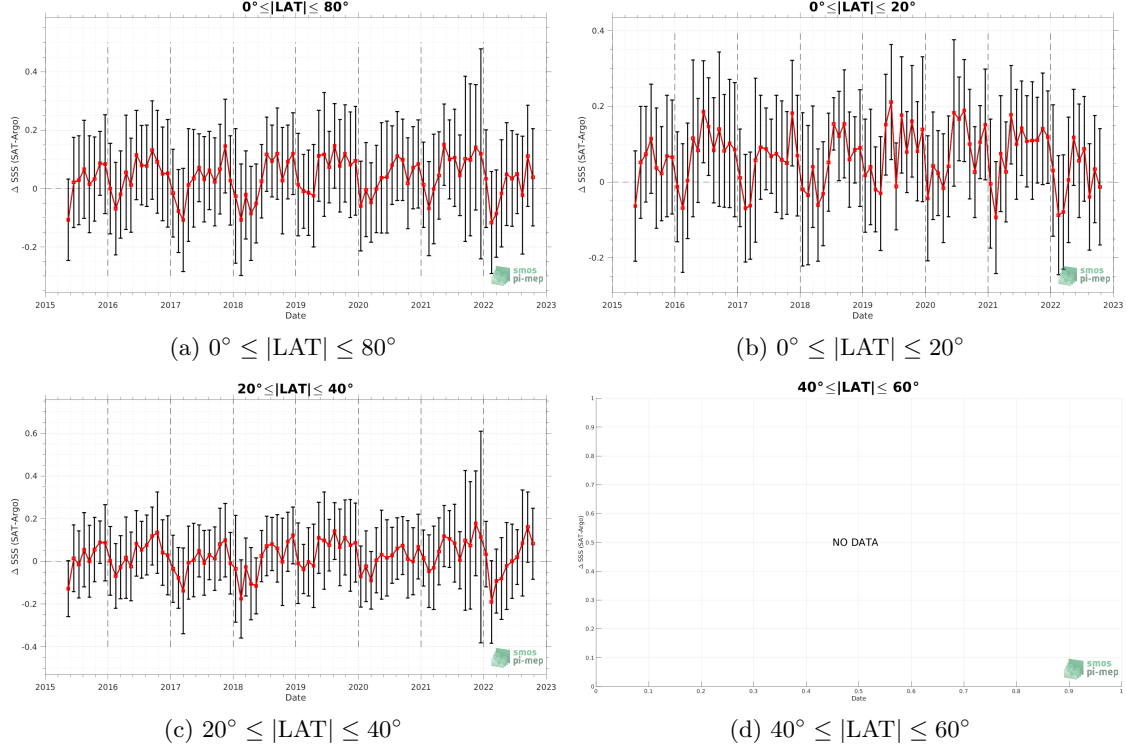 0°≤|LAT|≤ 80°
Δ SSS (SAT-Argo)
0.4
0.2
0
-0.2
2015 2016 2017 2018 2019 2020 2021 2022 2023
Date
smos
pi-mep
(a) 0° ≤ |LAT| ≤ 80°
0°≤|LAT|≤ 20°
Δ SSS (SAT-Argo)
0.4
0.2
0
-0.2
2015 2016 2017 2018 2019 2020 2021 2022 2023
Date
smos
pi-mep
(b) 0° ≤ |LAT| ≤ 20°
20°≤|LAT|≤ 40°
Δ SSS (SAT-Argo)
0.6
0.4
0.2
0
-0.2
-0.4
2015 2016 2017 2018 2019 2020 2021 2022 2023
Date
smos
pi-mep
(c) 20° ≤ |LAT| ≤ 40°
40°≤|LAT|≤ 60°
Δ SSS (SAT-Argo)
1
0.9
0.8
0.7
0.6
0.5
0.4
0.3
0.2
0.1
0
NO DATA
0 0.1 0.2 0.3 0.4 0.5 0.6 0.7 0.8 0.9 1
Date
smos
pi-mep
(d) 40° ≤ |LAT| ≤ 60°